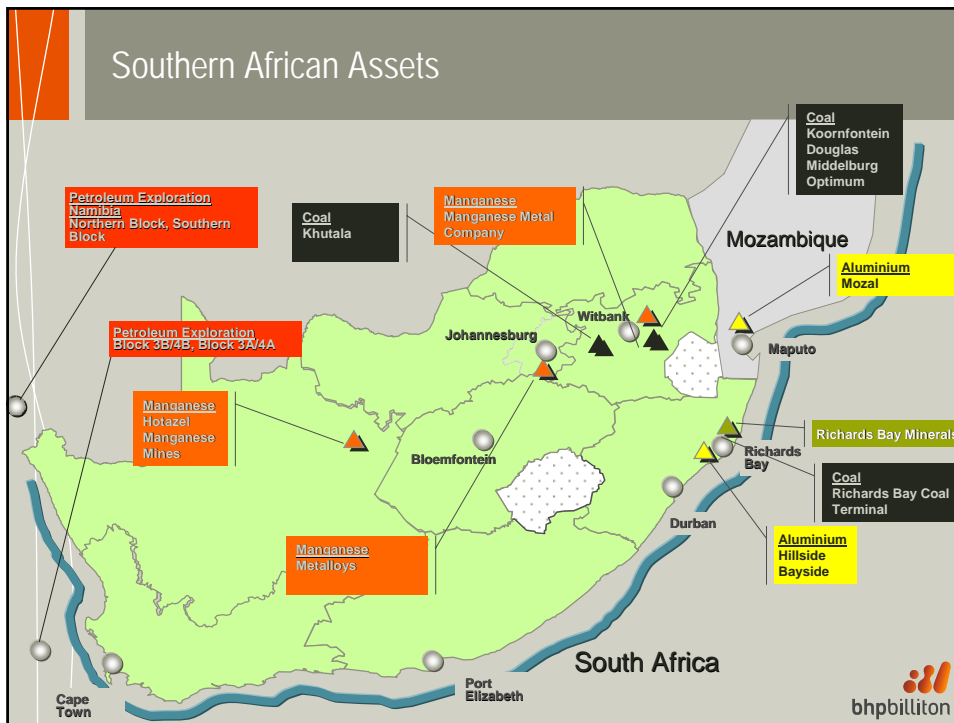 Southern African Assets
Coal
Koornfontein
Douglas
Middelburg
Optimum
Petroleum Exploration
Namibia
Northern Block, Southern
Block
Coal
Khutala
Manganese
Manganese Metal
Company
Mozambique
Aluminium
Mozal
Petroleum Exploration
Block 3B/4B, Block 3A/4A
Johannesburg
Witbank
Maputo
Manganese
Hotazel
Manganese
Mines
Bloemfontein
Richards Bay Minerals
Richards
Bay
Coal
Richards Bay Coal
Terminal
Durban
Manganese
Metalloys
Aluminium
Hillside
Bayside
South Africa
Cape
Town
Port
Elizabeth
bhpbilliton